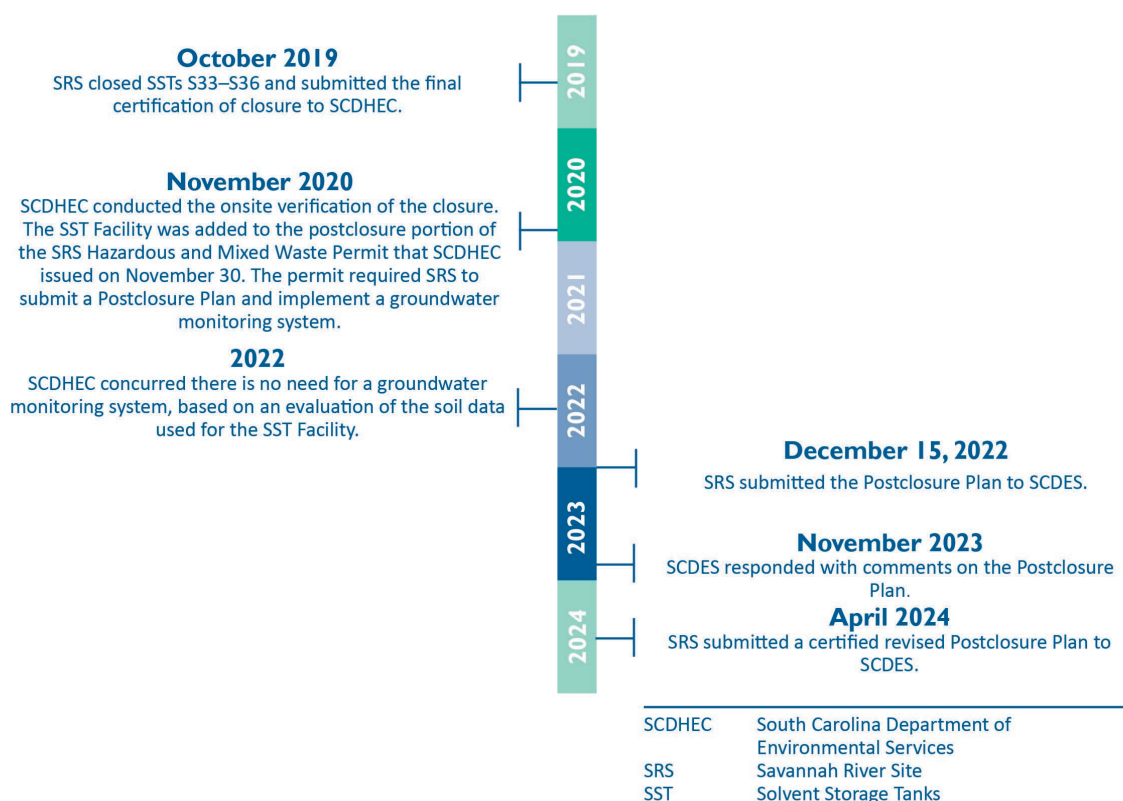 October 2019
SRS closed SSTs S33–S36 and submitted the final
certification of closure to SCDHEC.
2019
November 2020
SCDHEC conducted the onsite verification of the closure.
The SST Facility was added to the postclosure portion of
the SRS Hazardous and Mixed Waste Permit that SCDHEC
issued on November 30. The permit required SRS to
submit a Postclosure Plan and implement a groundwater
monitoring system.
2020
2021
2022
SCDHEC concurred there is no need for a groundwater
monitoring system, based on an evaluation of the soil data
used for the SST Facility.
2022
December 15, 2022
SRS submitted the Postclosure Plan to SCDES.
2023
November 2023
SCDES responded with comments on the Postclosure
Plan.
2024
April 2024
SRS submitted a certified revised Postclosure Plan to
SCDES.
SCDHEC South Carolina Department of
Environmental Services
SRS Savannah River Site
SST Solvent Storage Tanks